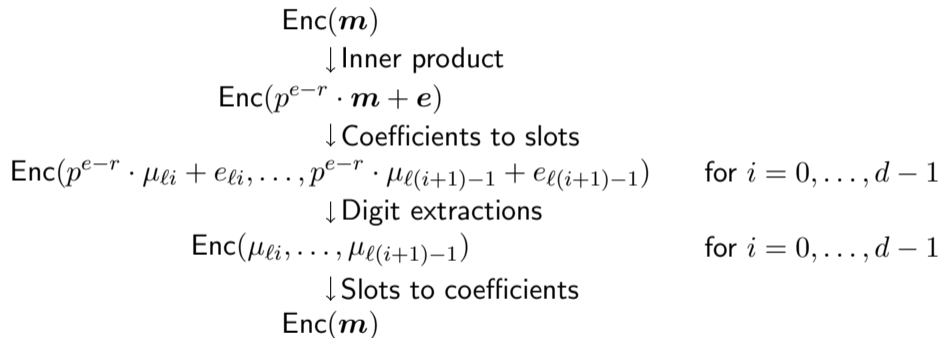 Enc(m)
↓ Inner product
Enc(p^{e−r} · m + e)
↓ Coefficients to slots
Enc(p^{e−r} · μ_{ℓi} + e_{ℓi}, . . . , p^{e−r} · μ_{ℓ(i+1)−1} + e_{ℓ(i+1)−1}) for i = 0, . . . , d − 1
↓ Digit extractions
Enc(μ_{ℓi}, . . . , μ_{ℓ(i+1)−1}) for i = 0, . . . , d − 1
↓ Slots to coefficients
Enc(m)